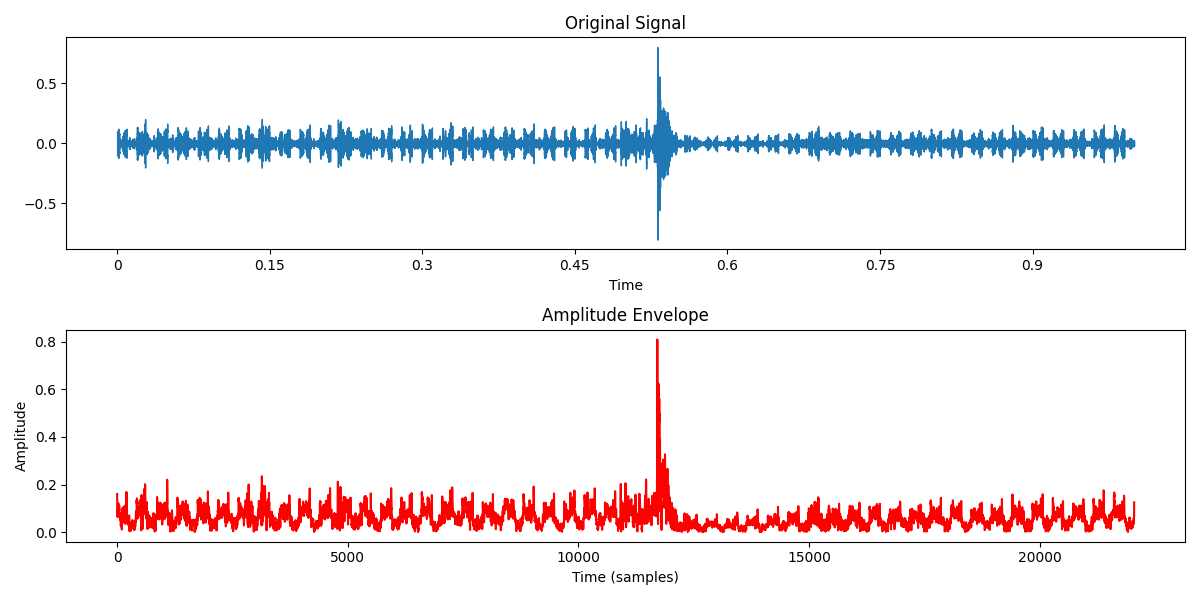 Original Signal
0.5
0.0
−0.5
0 0.15 0.3 0.45 0.6 0.75 0.9
Time
Amplitude Envelope
Amplitude
0.8
0.6
0.4
0.2
0.0
0 5000 10000 15000 20000
Time (samples)